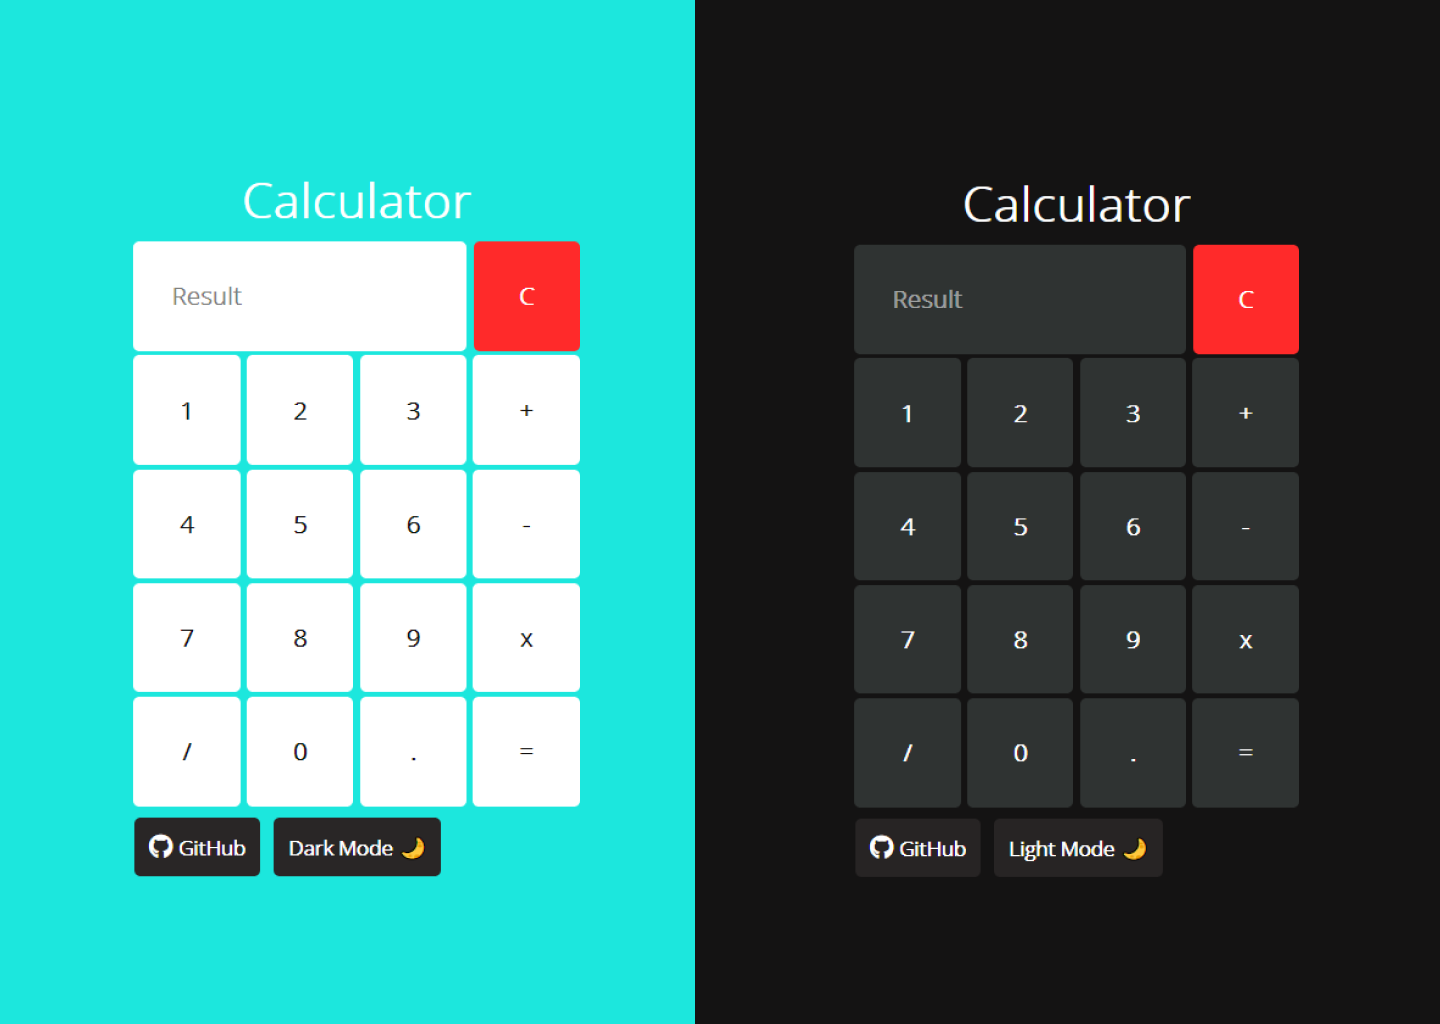 Calculator
Result C
1 2 3 +
4 5 6 -
7 8 9 x
/ 0 . =
GitHub Dark Mode 🌙
Calculator
Result C
1 2 3 +
4 5 6 -
7 8 9 x
/ 0 . =
GitHub Light Mode 🌙